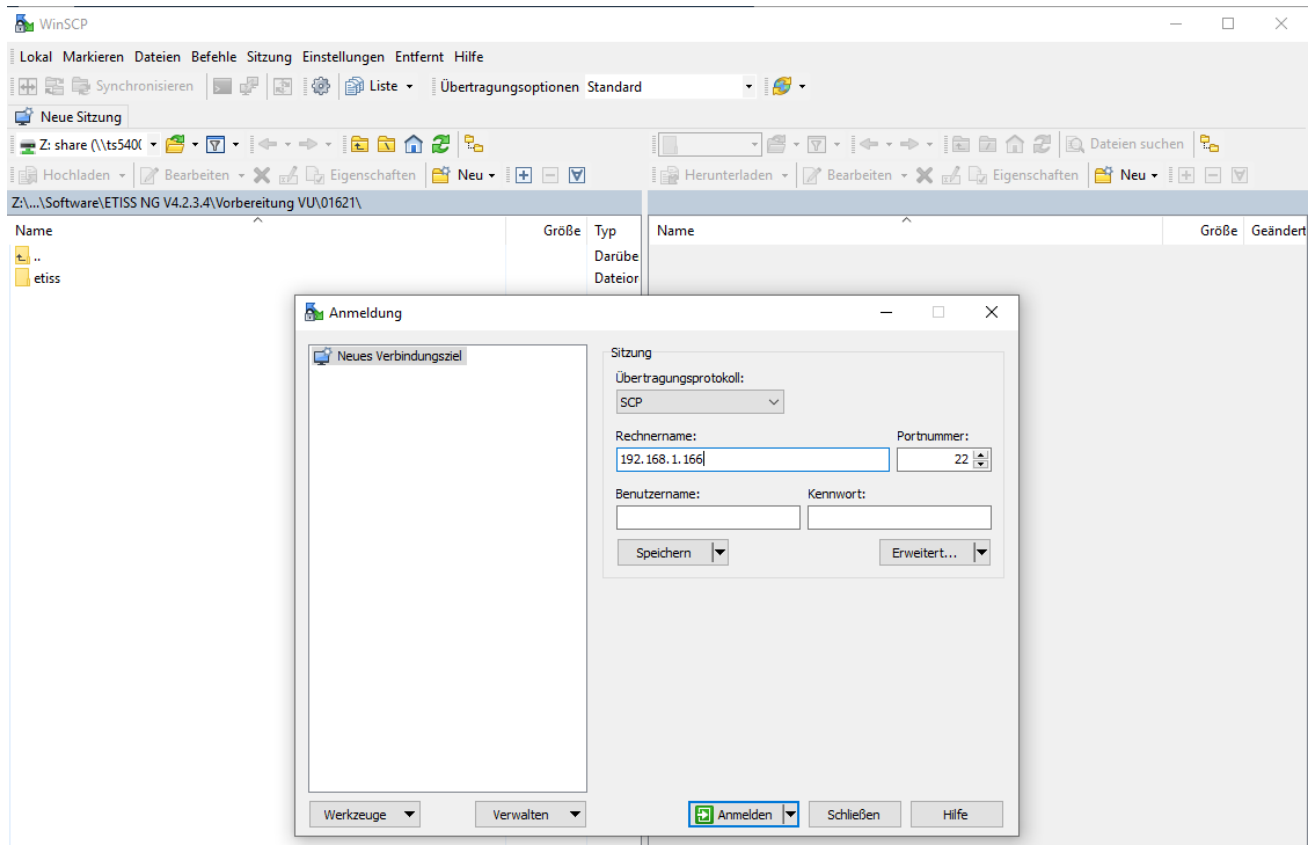 WinSCP
Lokal Markieren Dateien Befehle Sitzung Einstellungen Entfernt Hilfe
Synchronisieren Liste Übertragungsoptionen Standard
Neue Sitzung
Z: share (\\ts540( Dateien suchen
Hochladen Bearbeiten Eigenschaften Neu Herunterladen Bearbeiten Eigenschaften Neu
Z:\...\Software\ETISS NG V4.2.3.4\Vorbereitung VU\01621\
Name Größe Typ Name Größe Geändert
.. Darübe
etiss Dateior
Anmeldung
Neues Verbindungsziel
Sitzung
Übertragungsprotokoll:
SCP
Rechnername: Portnummer:
192.168.1.166 22
Benutzername: Kennwort:
Speichern Erweitert...
Werkzeuge Verwalten Anmelden Schließen Hilfe